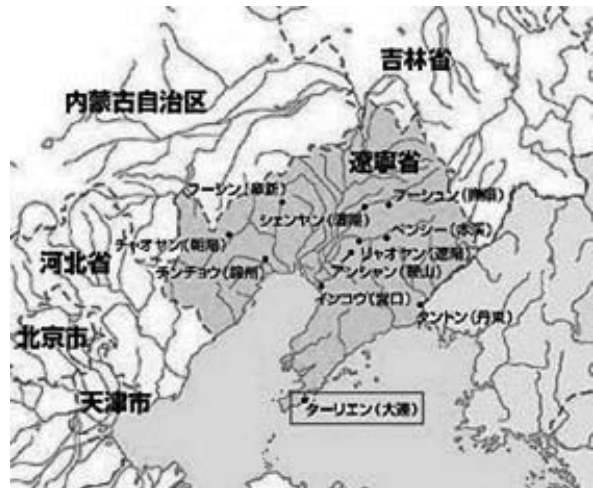 吉林省
内蒙古自治区
遼寧省
フーシン(阜新)
フーシュン(撫順)
シェンヤン(瀋陽)
ベンシー(本溪)
チャオヤン(朝陽)
リャオヤン(遼陽)
河北省
チンチョウ(錦州)
アンシャン(鞍山)
インコウ(営口)
タントン(丹東)
北京市
天津市
ターリエン(大連)